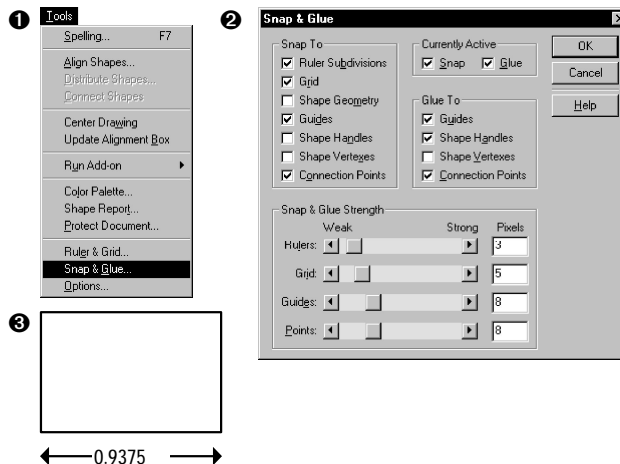 ❶ Tools
Spelling... F7
Align Shapes...
Distribute Shapes...
Connect Shapes
Center Drawing
Update Alignment Box
Run Add-on
Color Palette...
Shape Report...
Protect Document...
Ruler & Grid...
Snap & Glue...
Options...
❷ Snap & Glue
Snap To
Ruler Subdivisions
Grid
Shape Geometry
Guides
Shape Handles
Shape Vertexes
Connection Points
Currently Active
Snap Glue
Glue To
Guides
Shape Handles
Shape Vertexes
Connection Points
OK
Cancel
Help
Snap & Glue Strength
Weak Strong Pixels
Rulers: 3
Grid: 5
Guides: 8
Points: 8
❸
0.9375